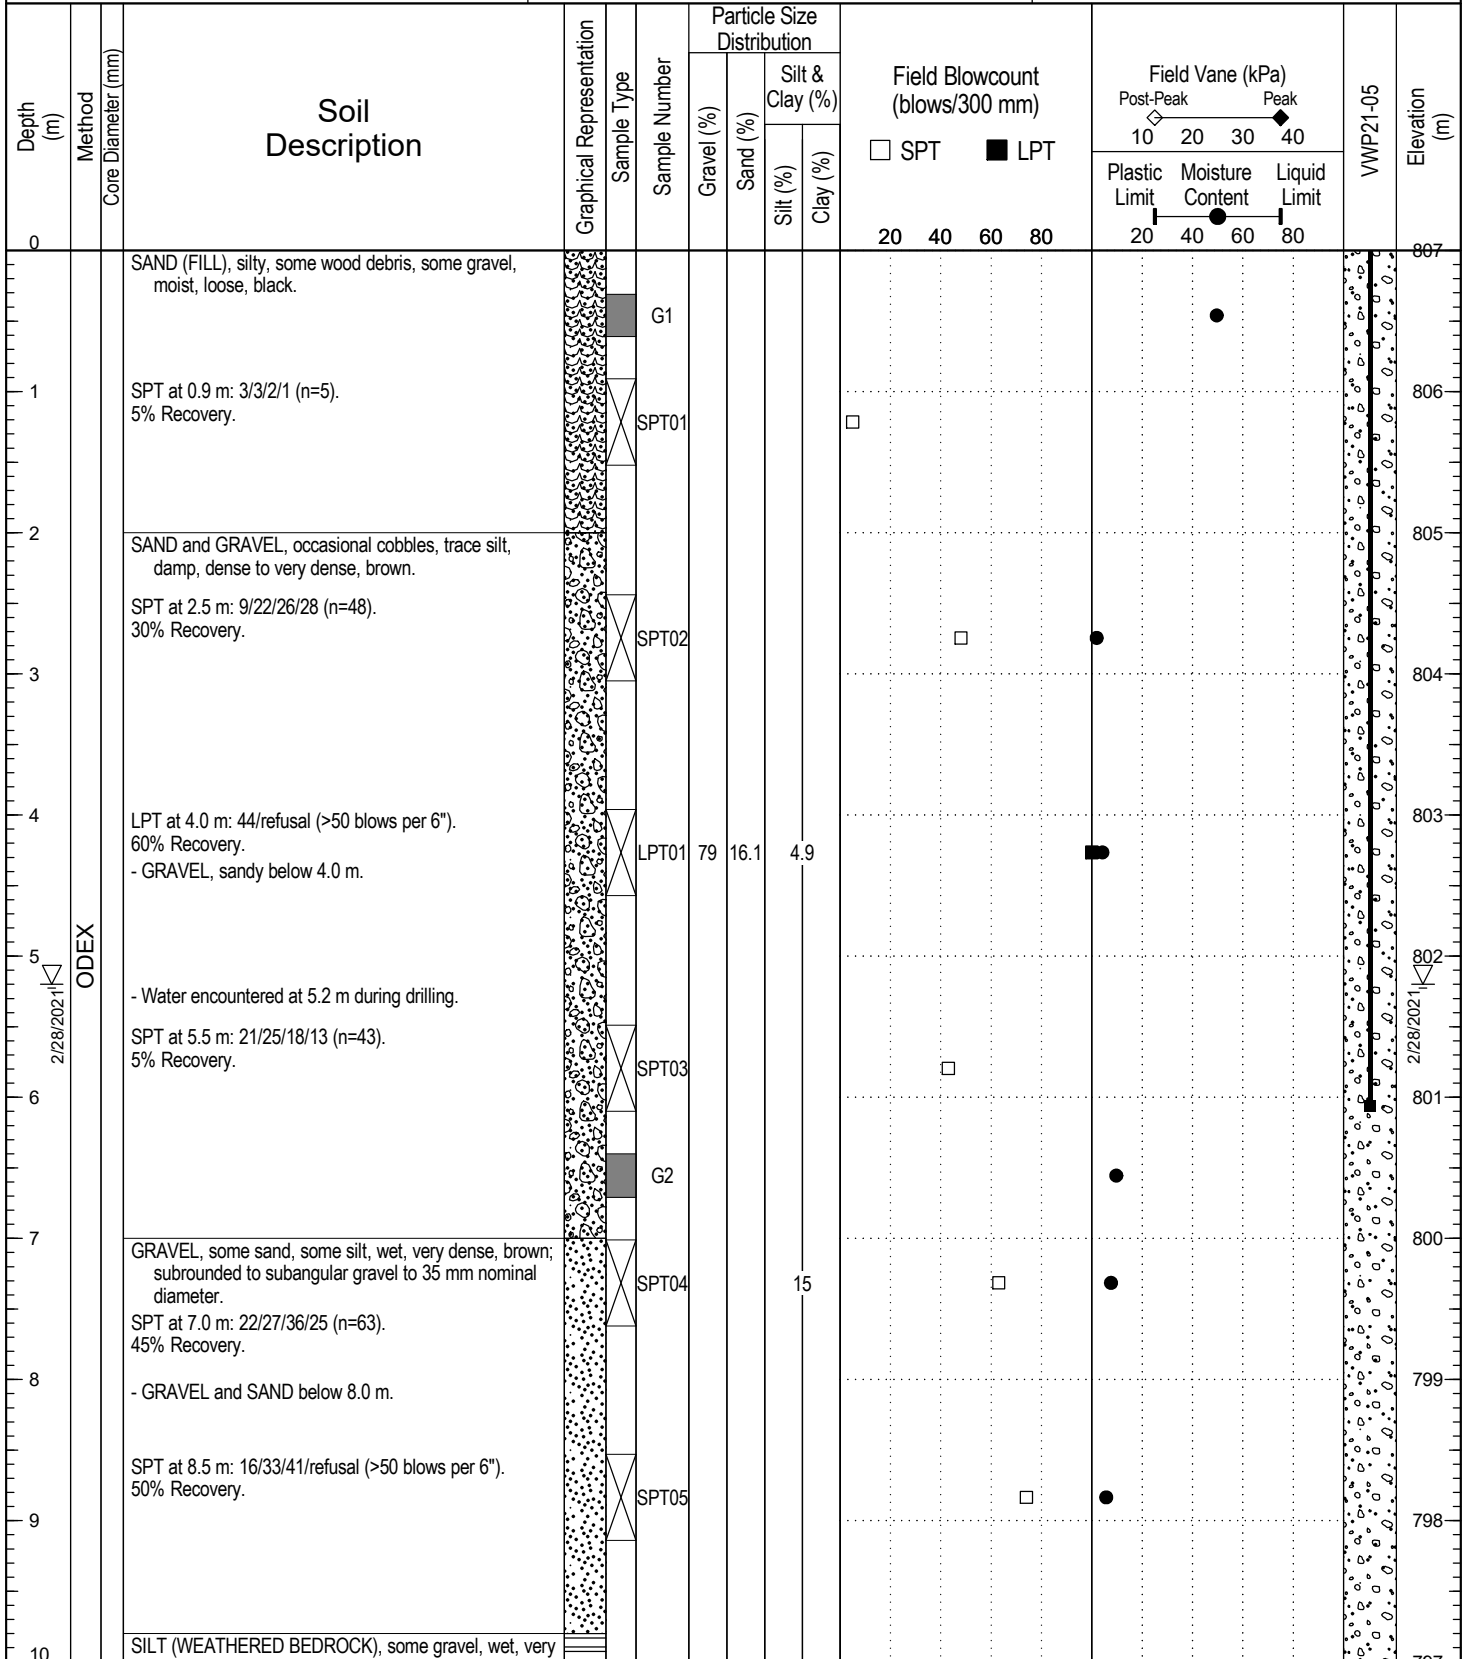 Depth
(m)
Method
Core Diameter (mm)
Soil
Description
Graphical Representation
Sample Type
Sample Number
Particle Size
Distribution
Gravel (%)
Sand (%)
Silt &
Clay (%)
Silt (%)
Clay (%)
Field Blowcount
(blows/300 mm)
SPT LPT
20 40 60 80
Field Vane (kPa)
Post-Peak Peak
10 20 30 40
Plastic Moisture Liquid
Limit Content Limit
20 40 60 80
VWP21-05
Elevation
(m)
0 807
SAND (FILL), silty, some wood debris, some gravel,
moist, loose, black.
G1
1 806
SPT at 0.9 m: 3/3/2/1 (n=5).
5% Recovery.
SPT01
2 805
SAND and GRAVEL, occasional cobbles, trace silt,
damp, dense to very dense, brown.
SPT at 2.5 m: 9/22/26/28 (n=48).
30% Recovery.
SPT02
3 804
4 803
LPT at 4.0 m: 44/refusal (>50 blows per 6").
60% Recovery.
LPT01 79 16.1 4.9
- GRAVEL, sandy below 4.0 m.
ODEX
5 802
2/28/2021
2/28/2021
- Water encountered at 5.2 m during drilling.
SPT at 5.5 m: 21/25/18/13 (n=43).
5% Recovery.
SPT03
6 801
G2
7 800
GRAVEL, some sand, some silt, wet, very dense, brown;
subrounded to subangular gravel to 35 mm nominal
diameter.
SPT04 15
SPT at 7.0 m: 22/27/36/25 (n=63).
45% Recovery.
8 799
- GRAVEL and SAND below 8.0 m.
SPT at 8.5 m: 16/33/41/refusal (>50 blows per 6").
50% Recovery.
SPT05
9 798
SILT (WEATHERED BEDROCK), some gravel, wet, very
10 797